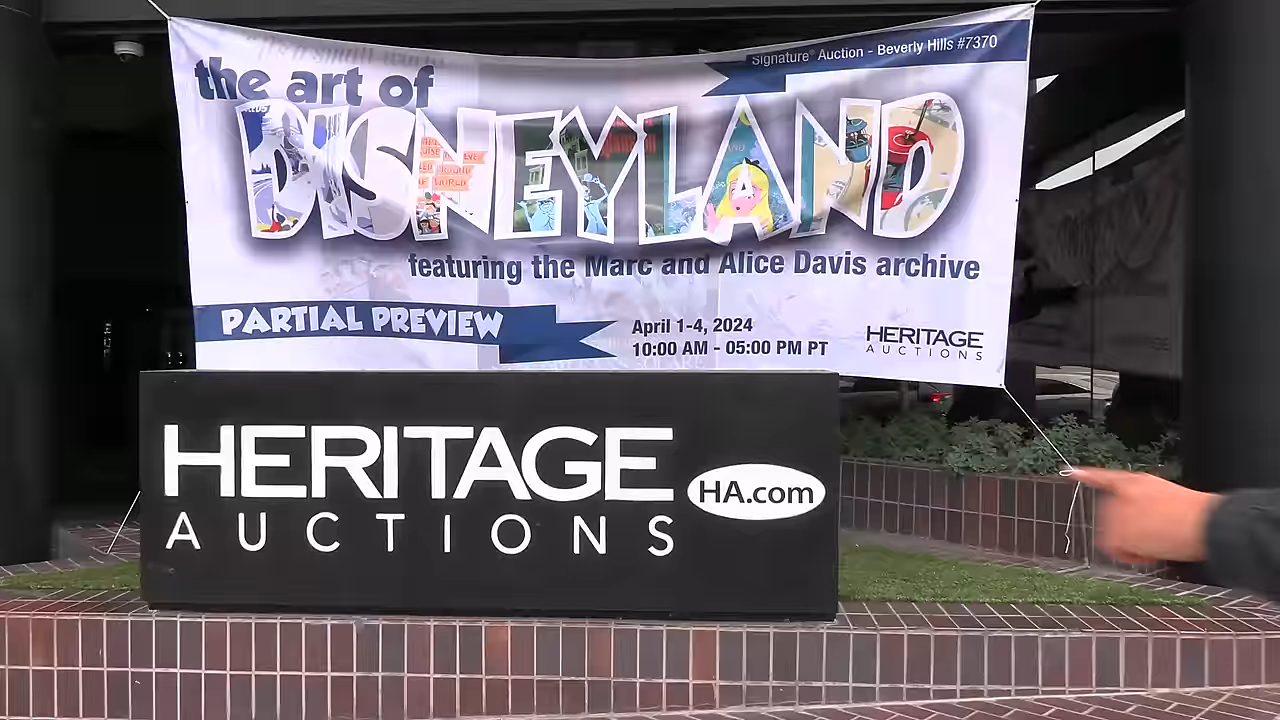 Signature® Auction - Beverly Hills #7370
the art of
DISNEYLAND
featuring the Marc and Alice Davis archive
PARTIAL PREVIEW
April 1-4, 2024
10:00 AM - 05:00 PM PT
HERITAGE
AUCTIONS
HERITAGE
AUCTIONS
HA.com